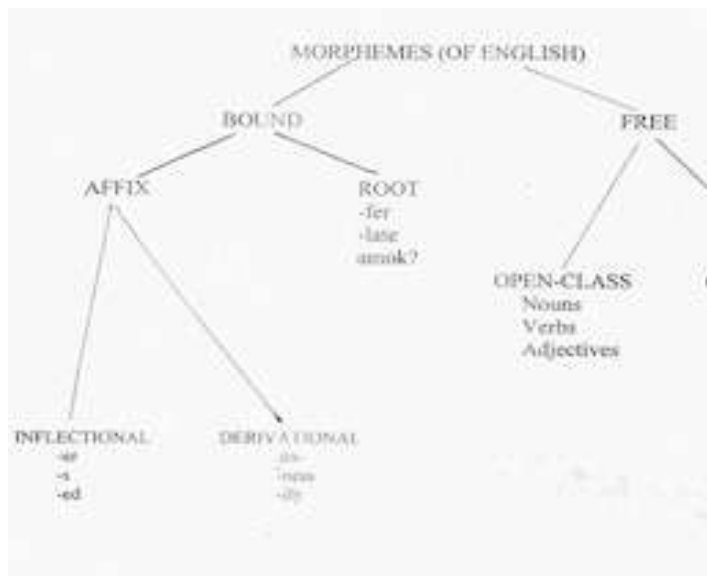 MORPHEMES (OF ENGLISH)
BOUND
FREE
AFFIX
ROOT
-fer
-late
amok?
OPEN-CLASS
Nouns
Verbs
Adjectives
INFLECTIONAL
-er
-s
-ed
DERIVATIONAL
-ness